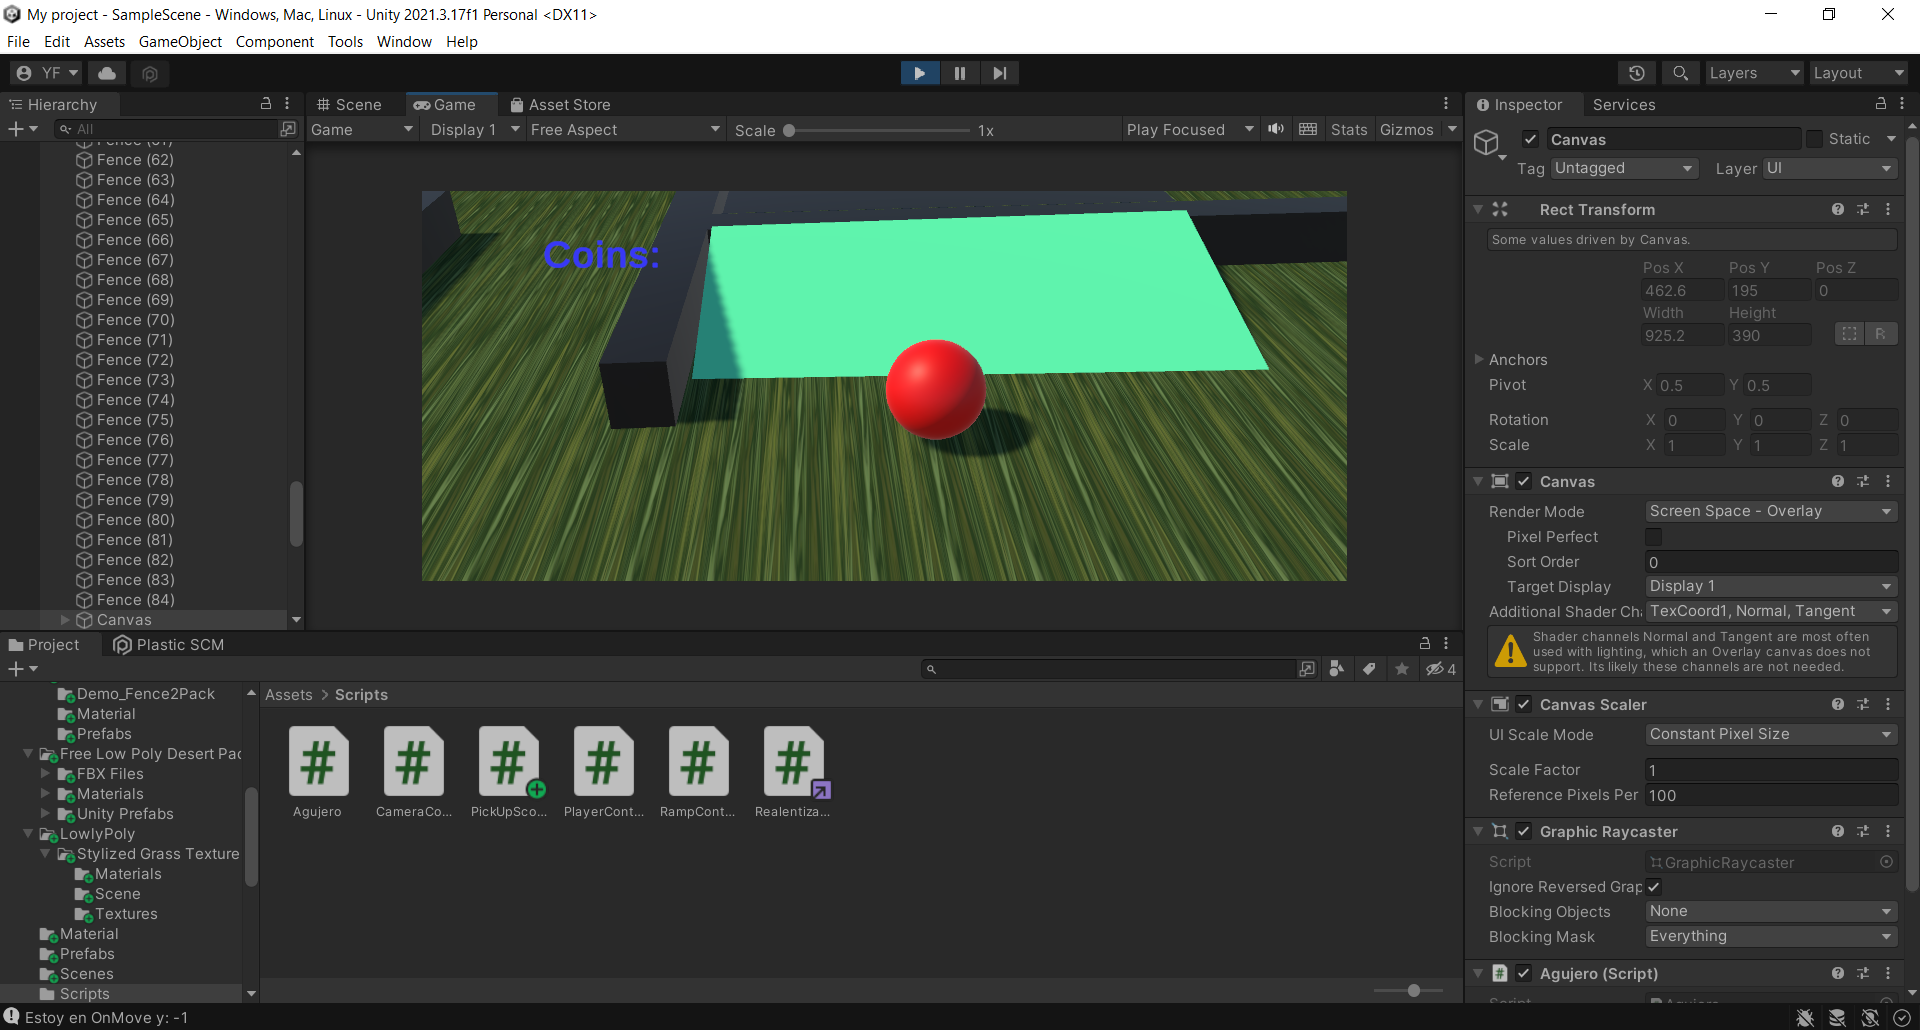 My project - SampleScene - Windows, Mac, Linux - Unity 2021.3.17f1 Personal <DX11>
File Edit Assets GameObject Component Tools Window Help
YF
Layers
Layout
Hierarchy
All
Fence (62)
Fence (63)
Fence (64)
Fence (65)
Fence (66)
Fence (67)
Fence (68)
Fence (69)
Fence (70)
Fence (71)
Fence (72)
Fence (73)
Fence (74)
Fence (75)
Fence (76)
Fence (77)
Fence (78)
Fence (79)
Fence (80)
Fence (81)
Fence (82)
Fence (83)
Fence (84)
Canvas
Scene Game Asset Store
Game Display 1 Free Aspect Scale 1x Play Focused Stats Gizmos
Coins:
Inspector Services
Canvas Static
Tag Untagged Layer UI
Rect Transform
Some values driven by Canvas.
Pos X Pos Y Pos Z
462.6 195 0
Width Height
925.2 390 R
Anchors
Pivot X 0.5 Y 0.5
Rotation X 0 Y 0 Z 0
Scale X 1 Y 1 Z 1
Canvas
Render Mode Screen Space - Overlay
Pixel Perfect
Sort Order 0
Target Display Display 1
Additional Shader Cha TexCoord1, Normal, Tangent
Shader channels Normal and Tangent are most often
used with lighting, which an Overlay canvas does not
support. Its likely these channels are not needed.
Canvas Scaler
UI Scale Mode Constant Pixel Size
Scale Factor 1
Reference Pixels Per 100
Graphic Raycaster
Script GraphicRaycaster
Ignore Reversed Grap
Blocking Objects None
Blocking Mask Everything
Agujero (Script)
Project Plastic SCM
4
Demo_Fence2Pack
Material
Prefabs
Free Low Poly Desert Pac
FBX Files
Materials
Unity Prefabs
LowlyPoly
Stylized Grass Texture
Materials
Scene
Textures
Material
Prefabs
Scenes
Scripts
Assets > Scripts
Agujero CameraCo... PickUpSco... PlayerCont... RampCont... Realentiza...
Estoy en OnMove y: -1